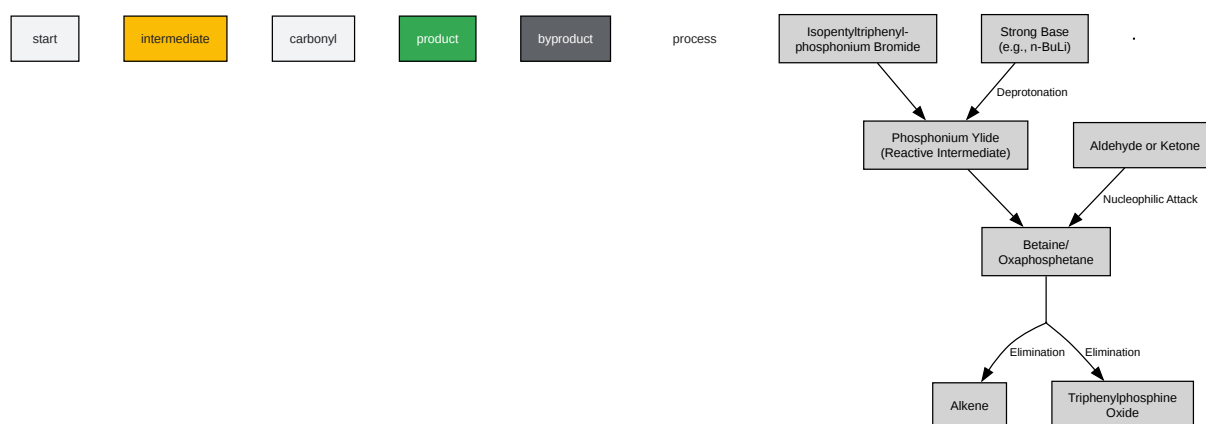 start
intermediate
carbonyl
product
byproduct
process
Isopentyltriphenyl-
phosphonium Bromide
Strong Base
(e.g., n-BuLi)
.
Deprotonation
Phosphonium Ylide
(Reactive Intermediate)
Aldehyde or Ketone
Nucleophilic Attack
Betaine/
Oxaphosphetane
Elimination
Elimination
Alkene
Triphenylphosphine
Oxide